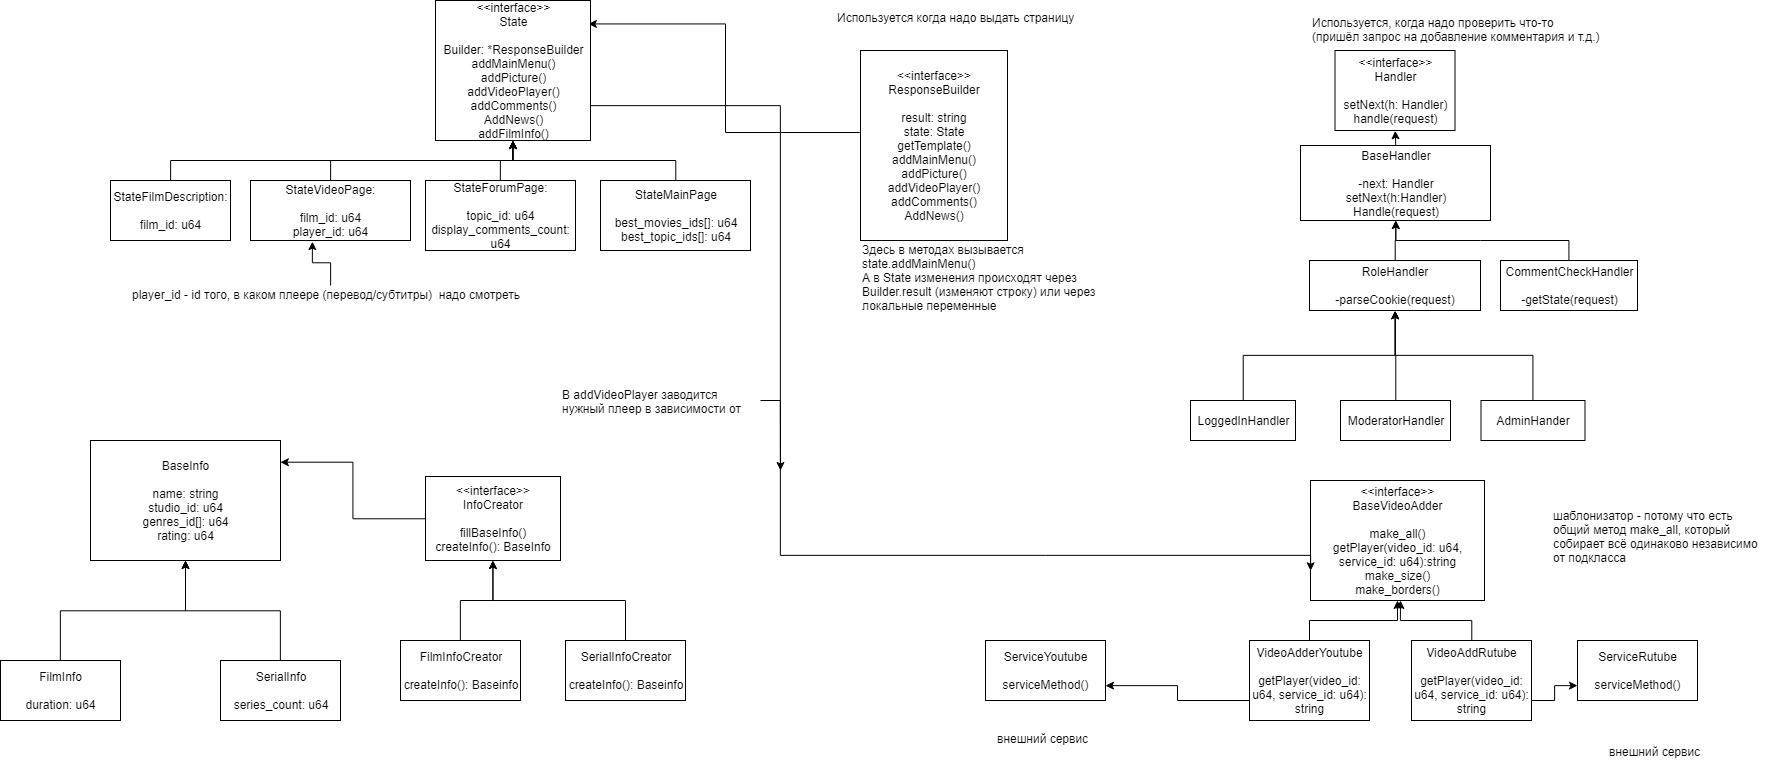 <<interface>>
State
Builder: *ResponseBuilder
addMainMenu()
addPicture()
addVideoPlayer()
addComments()
AddNews()
addFilmInfo()
StateFilmDescription:
film_id: u64
StateVideoPage:
film_id: u64
player_id: u64
StateForumPage:
topic_id: u64
display_comments_count:
u64
StateMainPage
best_movies_ids[]: u64
best_topic_ids[]: u64
player_id - id того, в каком плеере (перевод/субтитры)  надо смотреть
Используется когда надо выдать страницу
<<interface>>
ResponseBuilder
result: string
state: State
getTemplate()
addMainMenu()
addPicture()
addVideoPlayer()
addComments()
AddNews()
Здесь в методах вызывается
state.addMainMenu()
А в State изменения происходят через
Builder.result (изменяют строку) или через
локальные переменные
Используется, когда надо проверить что-то
(пришёл запрос на добавление комментария и т.д.)
<<interface>>
Handler
setNext(h: Handler)
handle(request)
BaseHandler
-next: Handler
setNext(h:Handler)
Handle(request)
RoleHandler
-parseCookie(request)
CommentCheckHandler
-getState(request)
LoggedInHandler
ModeratorHandler
AdminHander
В addVideoPlayer заводится
нужный плеер в зависимости от
BaseInfo
name: string
studio_id: u64
genres_id[]: u64
rating: u64
<<interface>>
InfoCreator
fillBaseInfo()
createInfo(): BaseInfo
FilmInfo
duration: u64
SerialInfo
series_count: u64
FilmInfoCreator
createInfo(): Baseinfo
SerialInfoCreator
createInfo(): Baseinfo
<<interface>>
BaseVideoAdder
make_all()
getPlayer(video_id: u64,
service_id: u64):string
make_size()
make_borders()
шаблонизатор - потому что есть
общий метод make_all, который
собирает всё одинаково независимо
от подкласса
ServiceYoutube
serviceMethod()
VideoAdderYoutube
getPlayer(video_id:
u64, service_id: u64):
string
VideoAddRutube
getPlayer(video_id:
u64, service_id: u64):
string
ServiceRutube
serviceMethod()
внешний сервис
внешний сервис